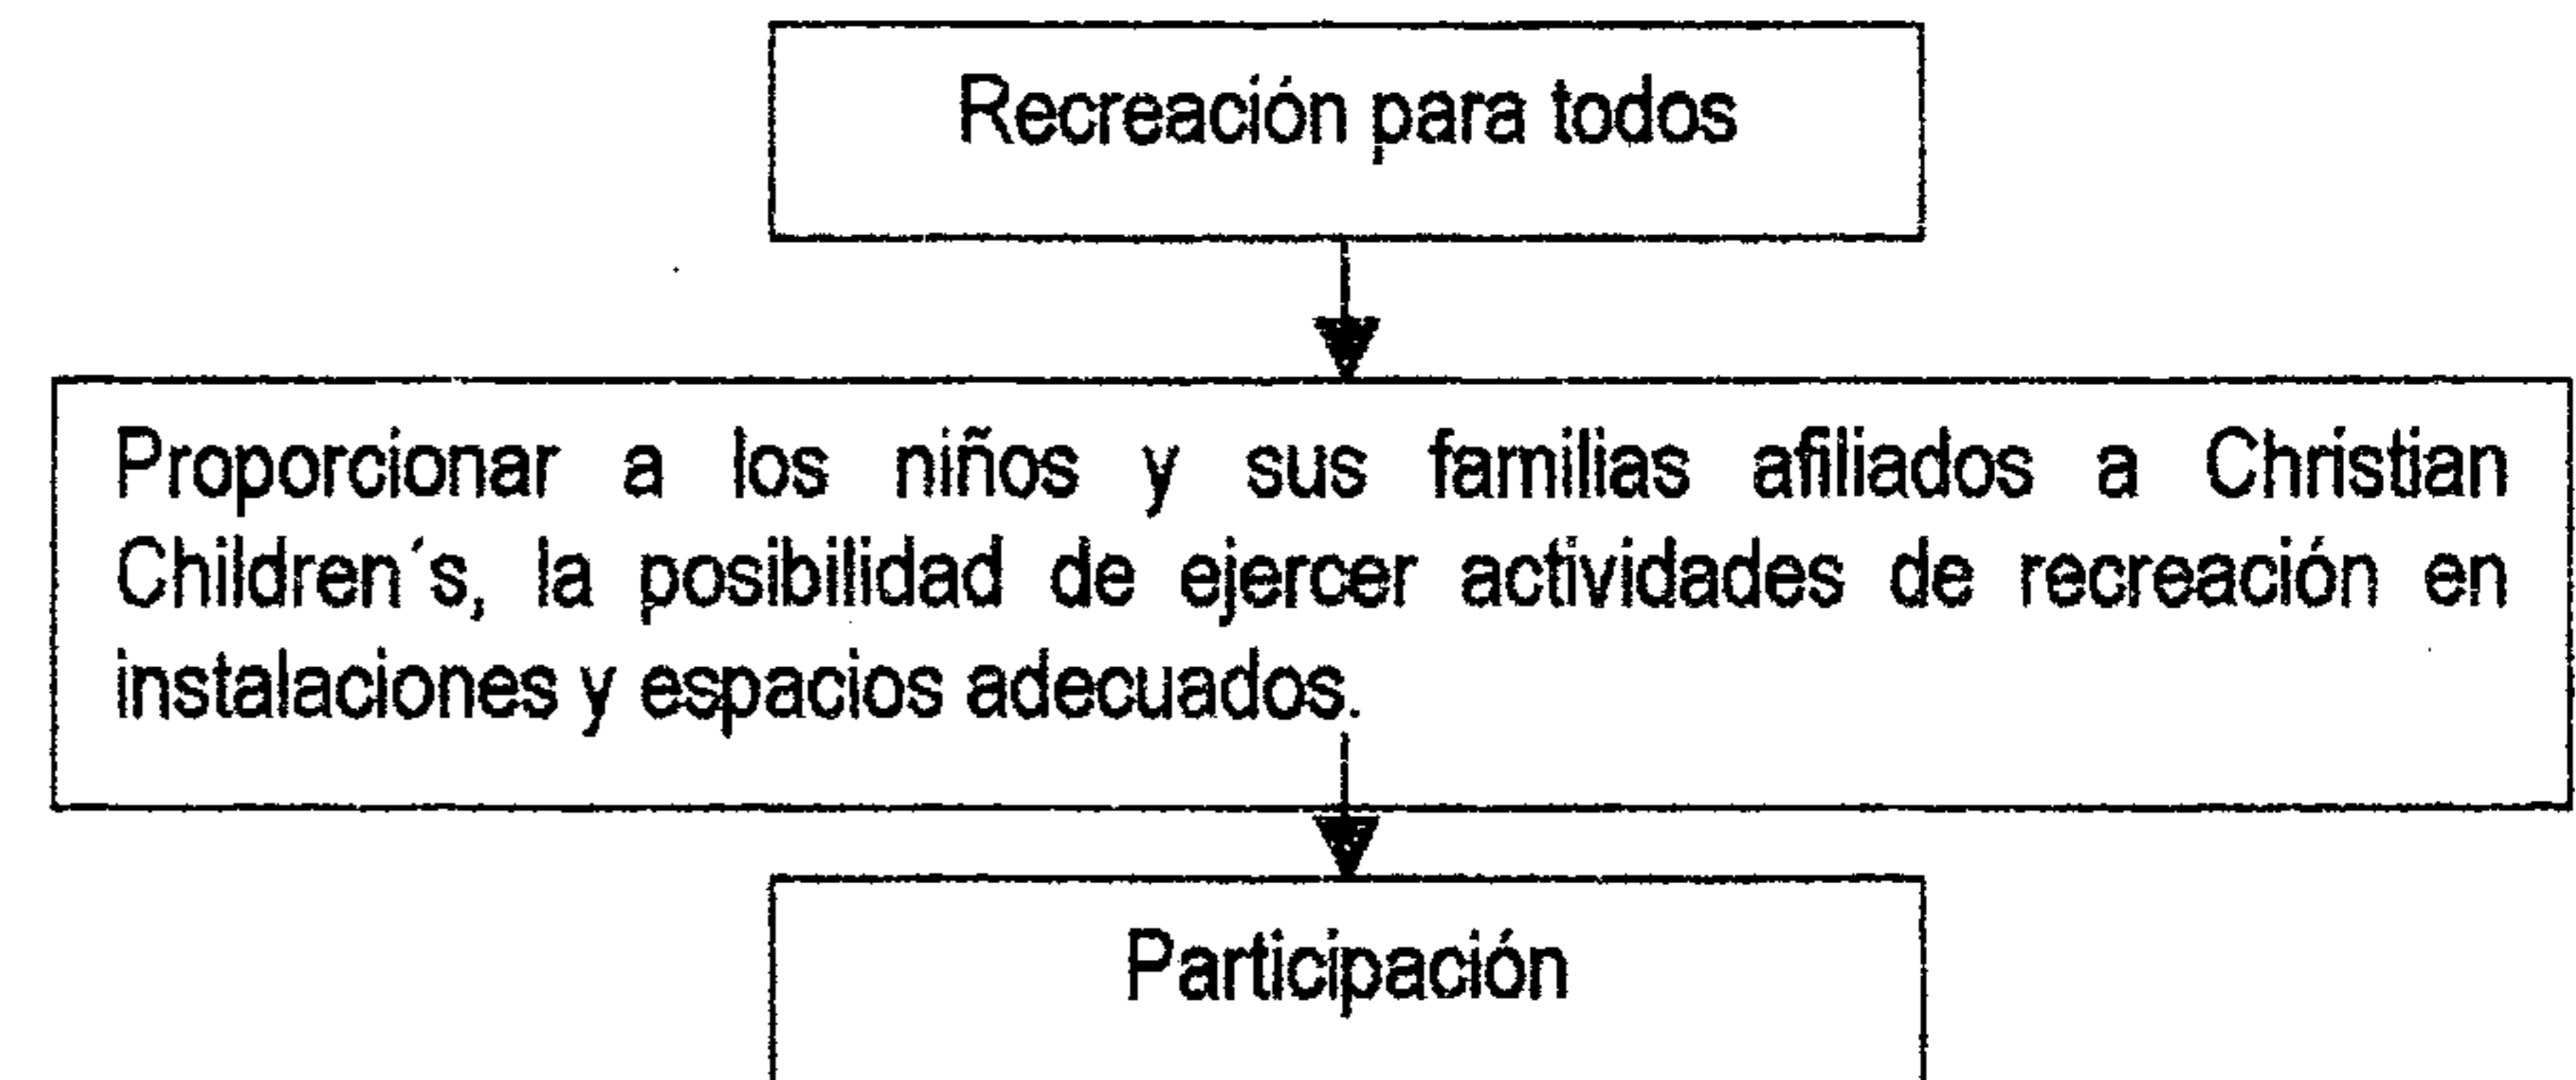 Recreación para todos
Proporcionar a los niños y sus familias afiliados a Christian
Children´s, la posibilidad de ejercer actividades de recreación en
instalaciones y espacios adecuados.
Participación